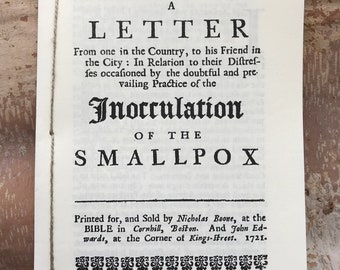 A
LETTER
From one in the Country, to his Friend in
the City : In Relation to their Diſtreſ-
ſes occaſioned by the doubtful and pre-
vailing Practice of the
Inocculation
OF THE
SMALLPOX
Printed for, and Sold by Nicholas Boone, at the
BIBLE in Cornhill, Boſton. And John Ed-
wards, at the Corner of Kings-Street. 1721.